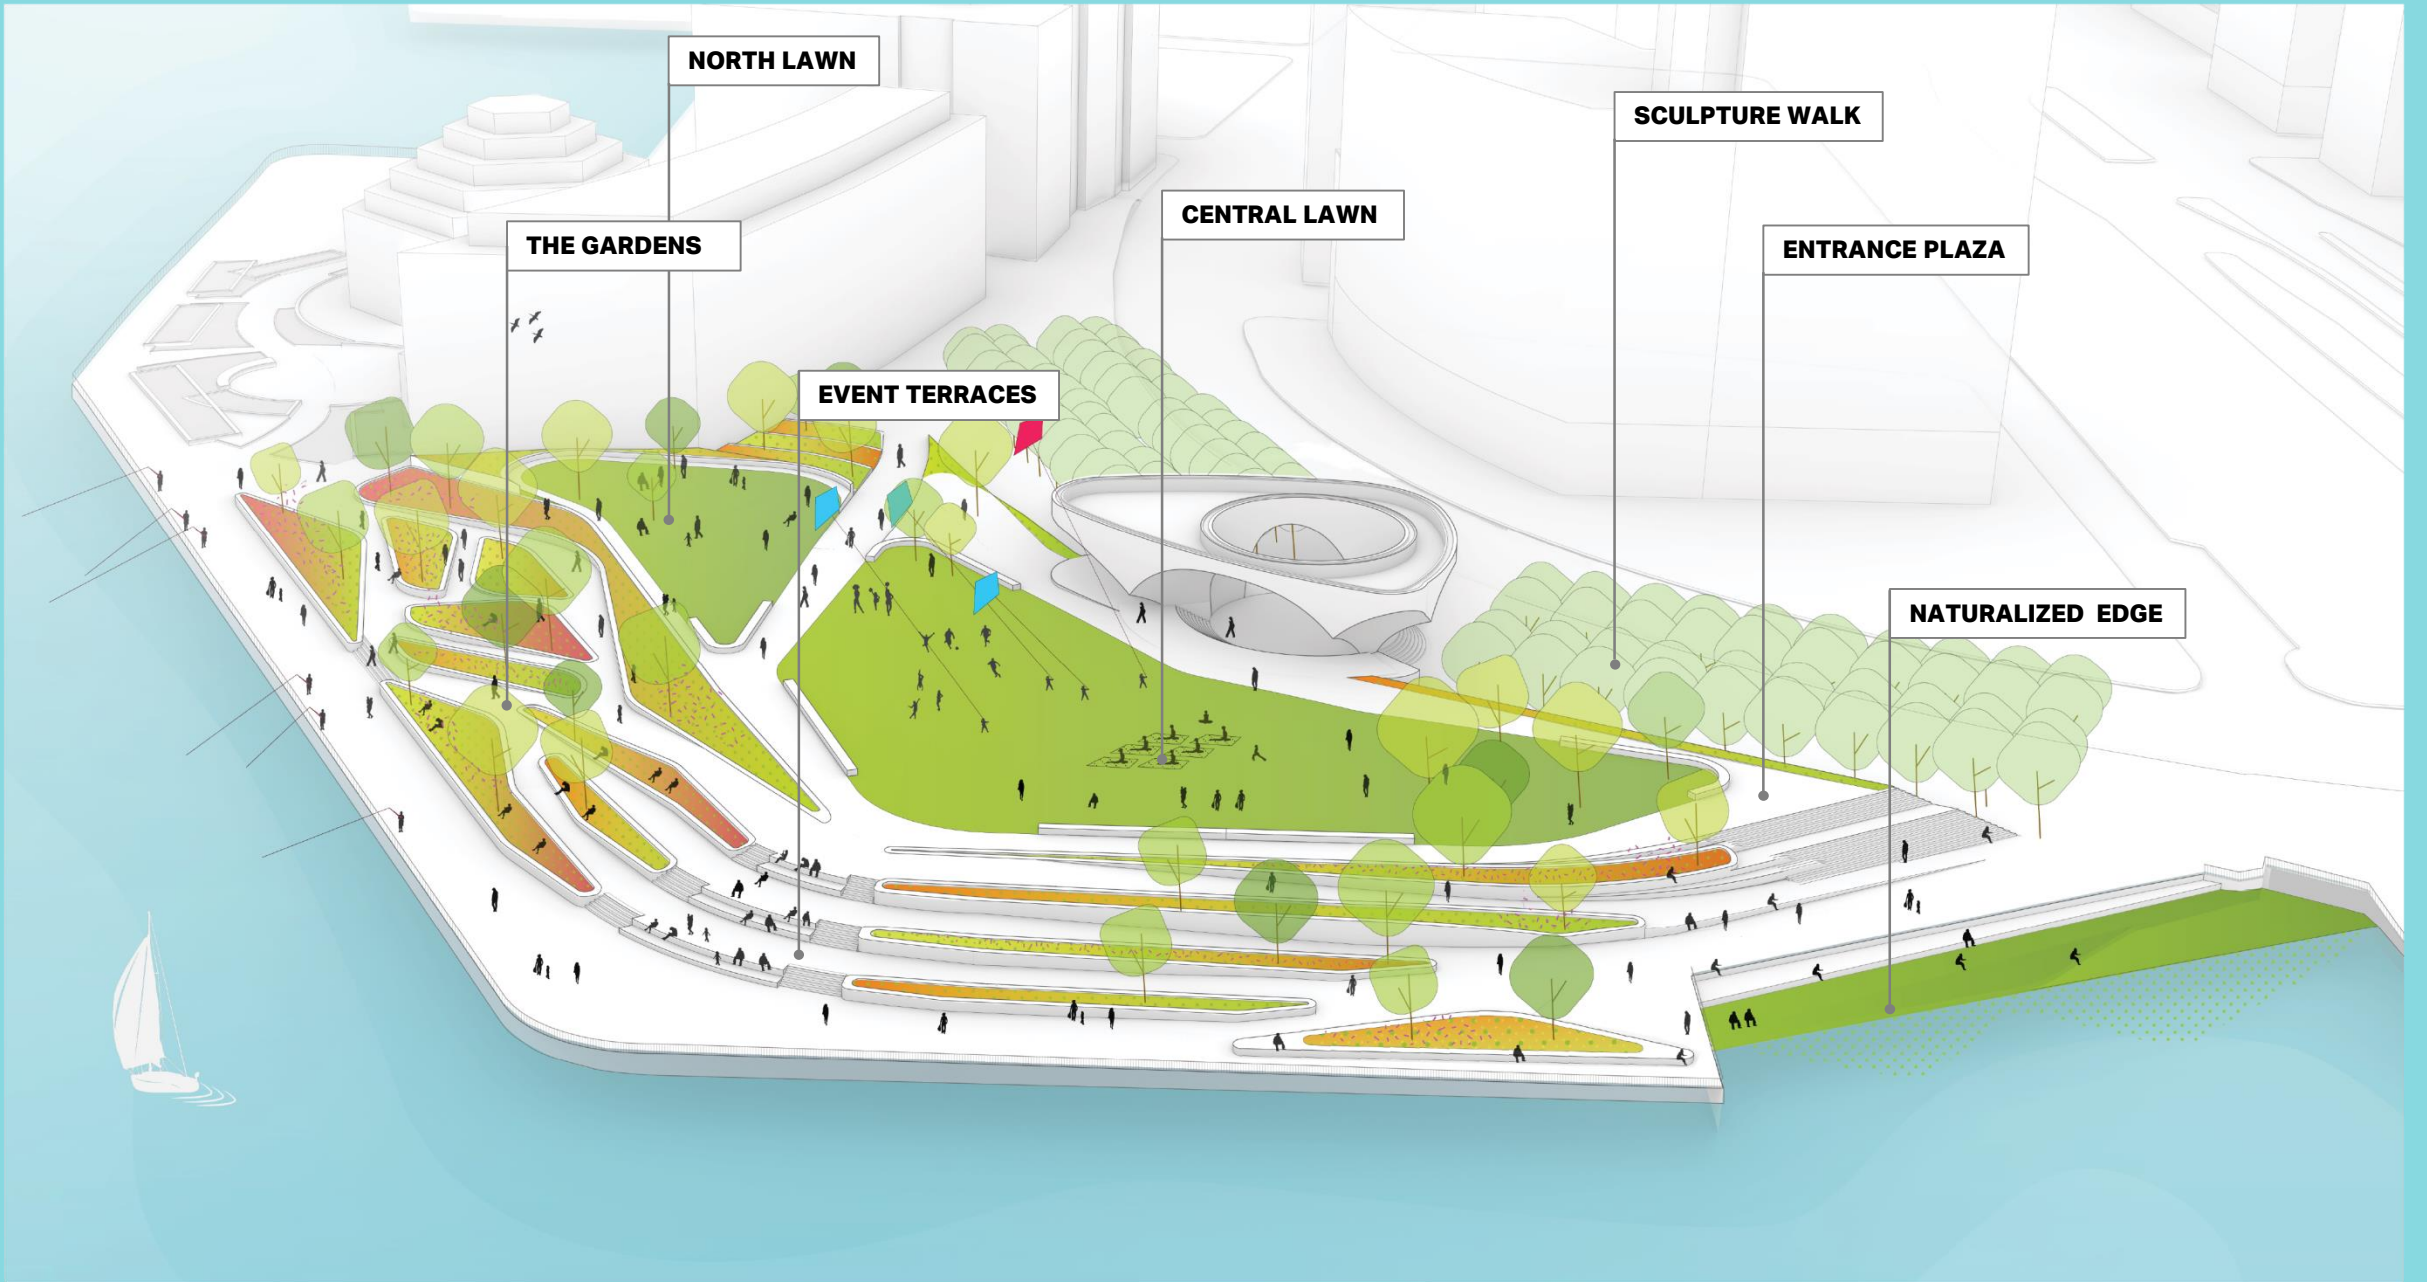 NORTH LAWN
SCULPTURE WALK
CENTRAL LAWN
THE GARDENS
ENTRANCE PLAZA
EVENT TERRACES
NATURALIZED EDGE